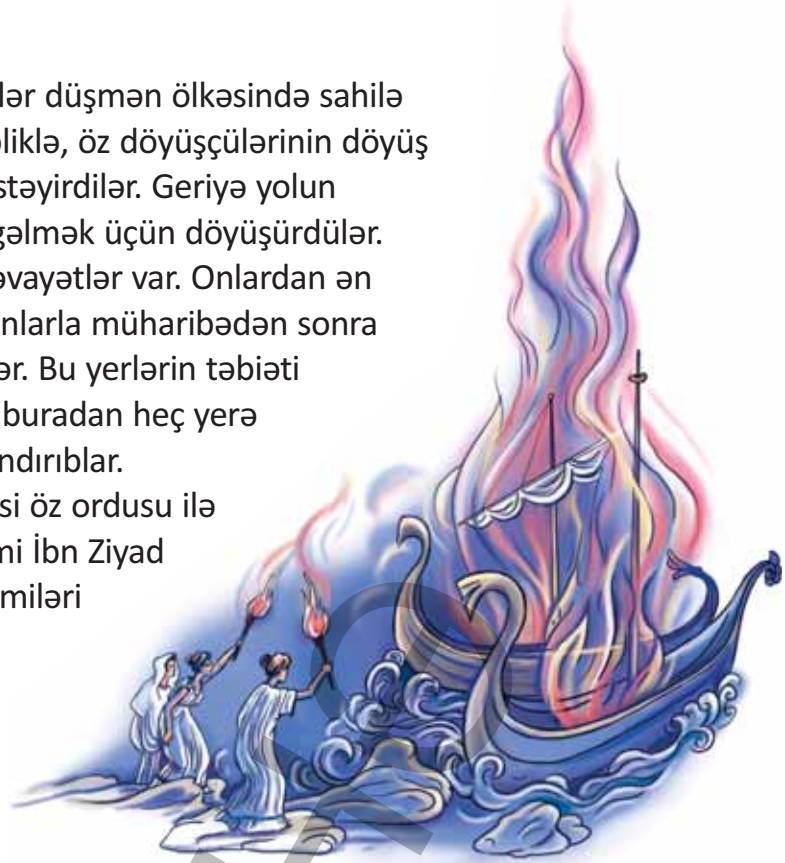 lər düşmən ölkəsində sahilə
liklə, öz döyüşçülərinin döyüş
stəyirdilər. Geriyə yolun
gəlmək üçün döyüşürdülər.
əvayətlər var. Onlardan ən
nlarla müharibədən sonra
ər. Bu yerlərin təbiəti
buradan heç yerə
ndırıblar.
si öz ordusu ilə
mi İbn Ziyad
miləri